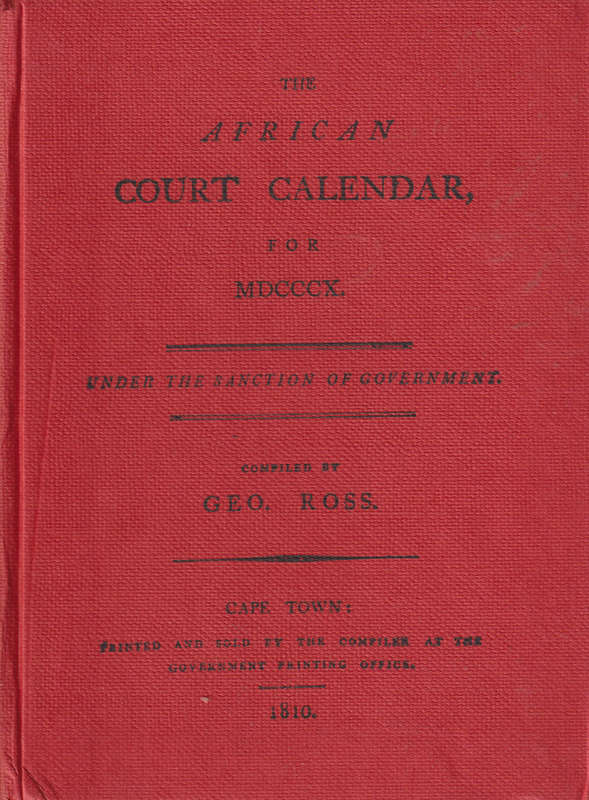 THE
AFRICAN
COURT CALENDAR,
FOR
MDCCCX.
UNDER THE SANCTION OF GOVERNMENT.
COMPILED BY
GEO. ROSS.
CAPE TOWN:
PRINTED AND SOLD BY THE COMPILER AT THE
GOVERNMENT PRINTING OFFICE.
1810.